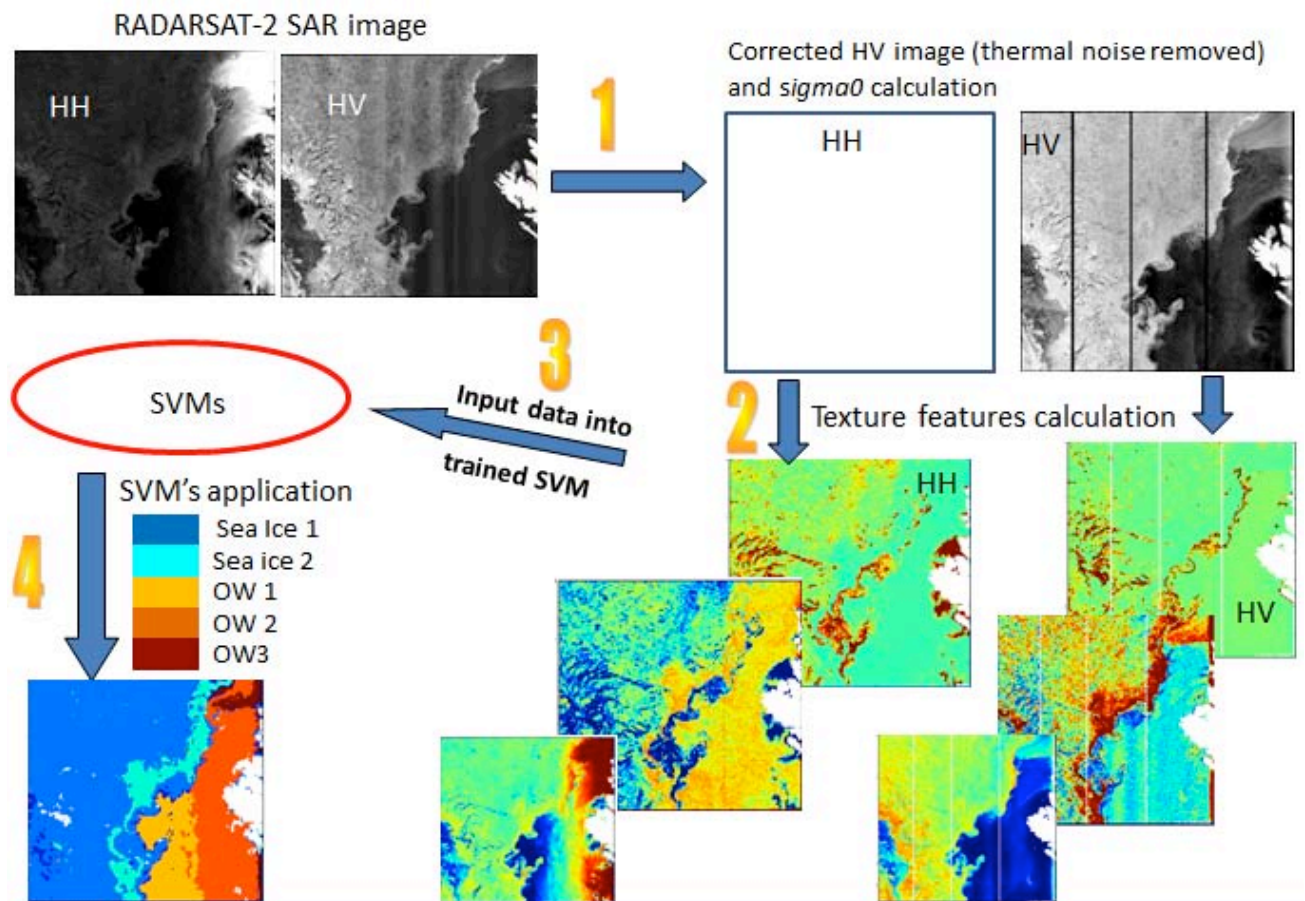 RADARSAT-2 SAR image
HH
HV
1
Corrected HV image (thermal noise removed)
and sigma0 calculation
HH
HV
2
Texture features calculation
HH
HV
3
Input data into
trained SVM
SVMs
4
SVM's application
Sea Ice 1
Sea ice 2
OW 1
OW 2
OW3